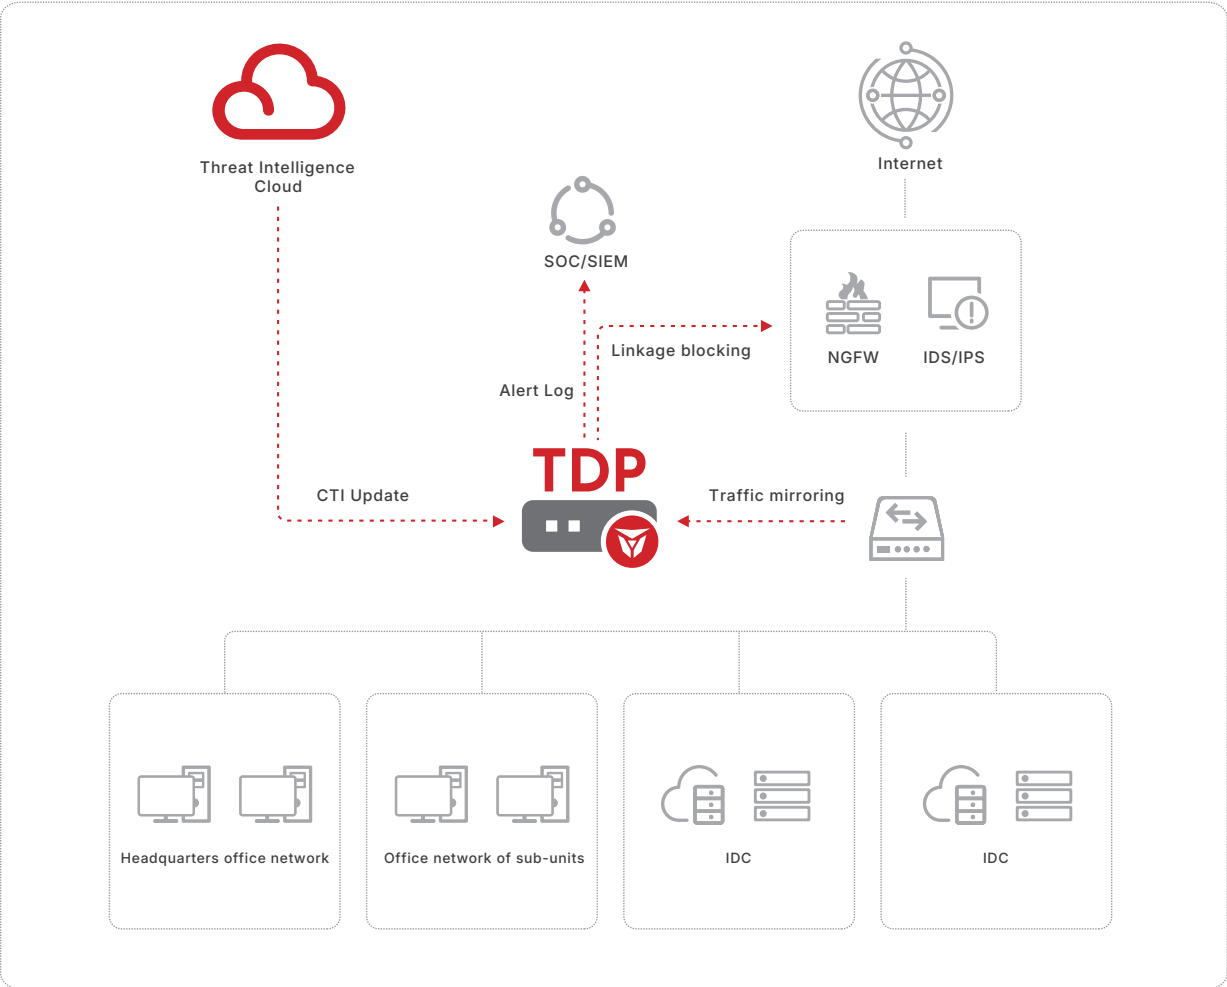 Threat Intelligence
Cloud
Internet
SOC/SIEM
NGFW
IDS/IPS
Linkage blocking
Alert Log
TDP
CTI Update
Traffic mirroring
Headquarters office network
Office network of sub-units
IDC
IDC